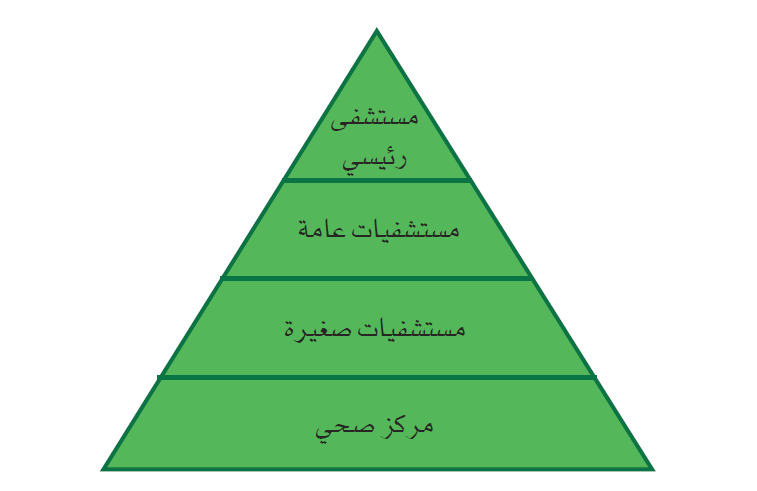 مستشفى
رئيسي
مستشفيات عامة
مستشفيات صغيرة
مركز صحي